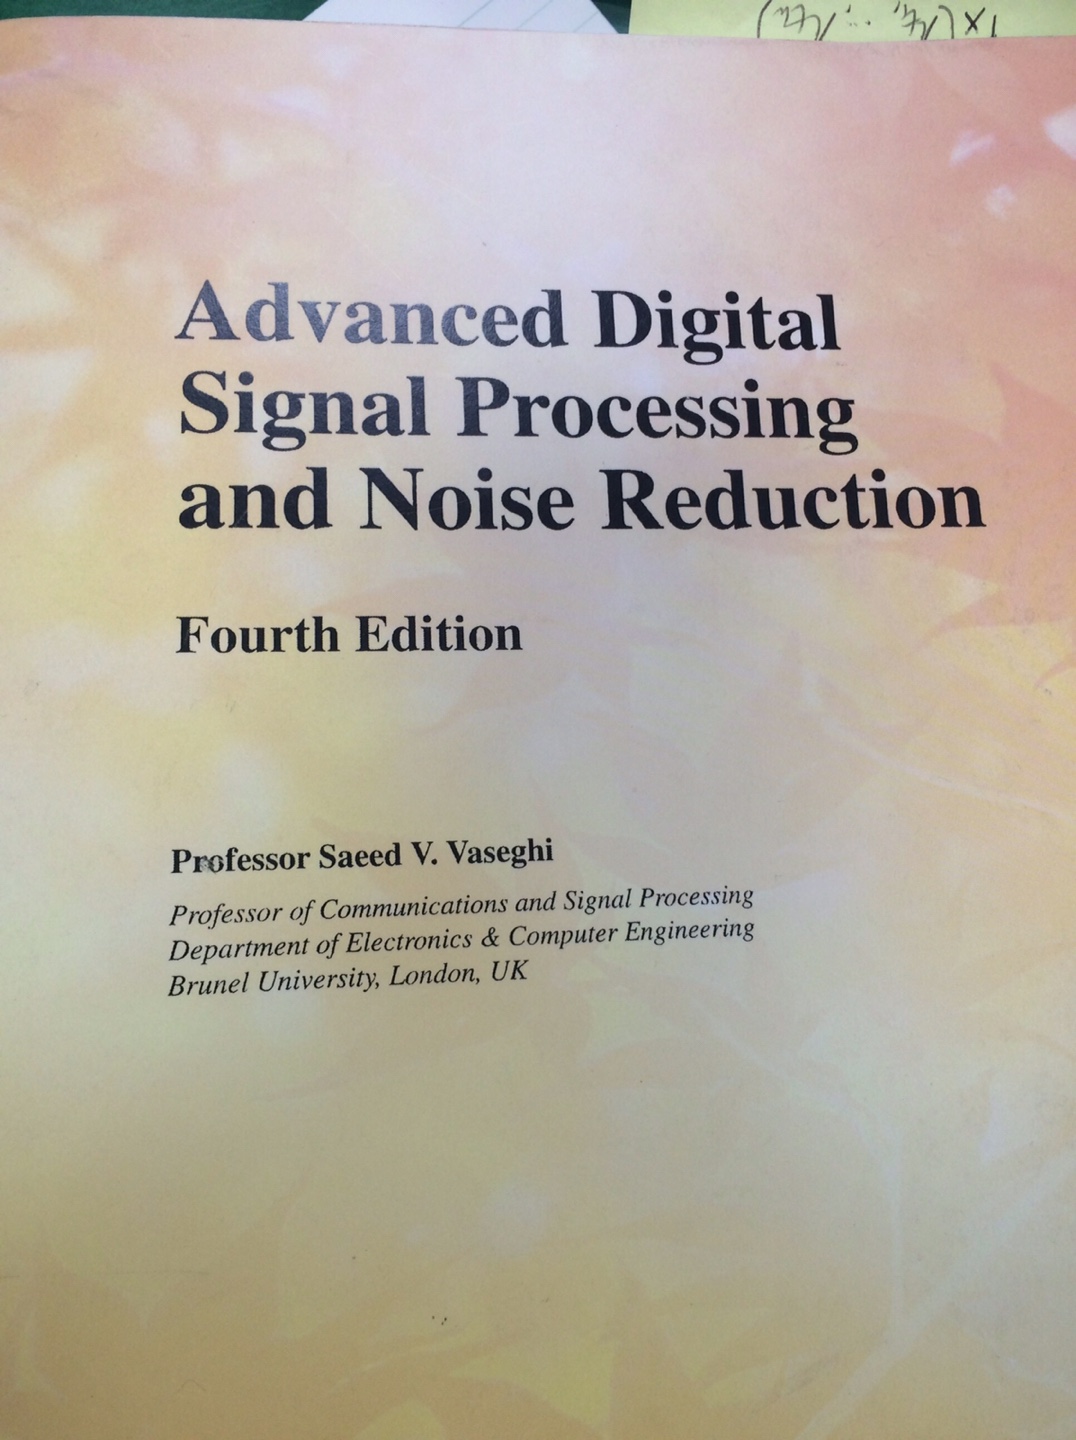 Advanced Digital
Signal Processing
and Noise Reduction
Fourth Edition
Professor Saeed V. Vaseghi
Professor of Communications and Signal Processing
Department of Electronics & Computer Engineering
Brunel University, London, UK